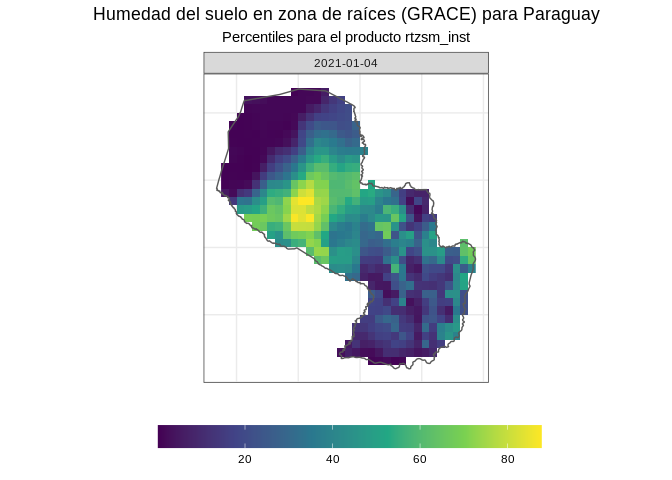 Humedad del suelo en zona de raíces (GRACE) para Paraguay
Percentiles para el producto rtzsm_inst
2021-01-04
20 40 60 80